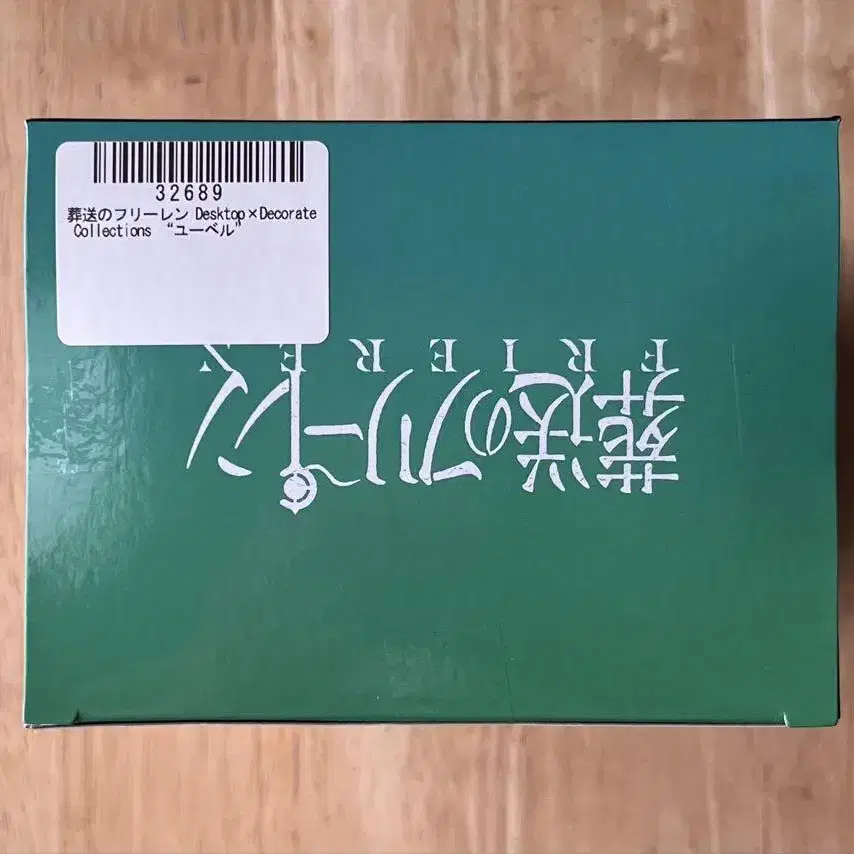 32689
葬送のフリーレン Desktop×Decorate
Collections “ユーベル”
葬送のフリーレン
FRIEREN